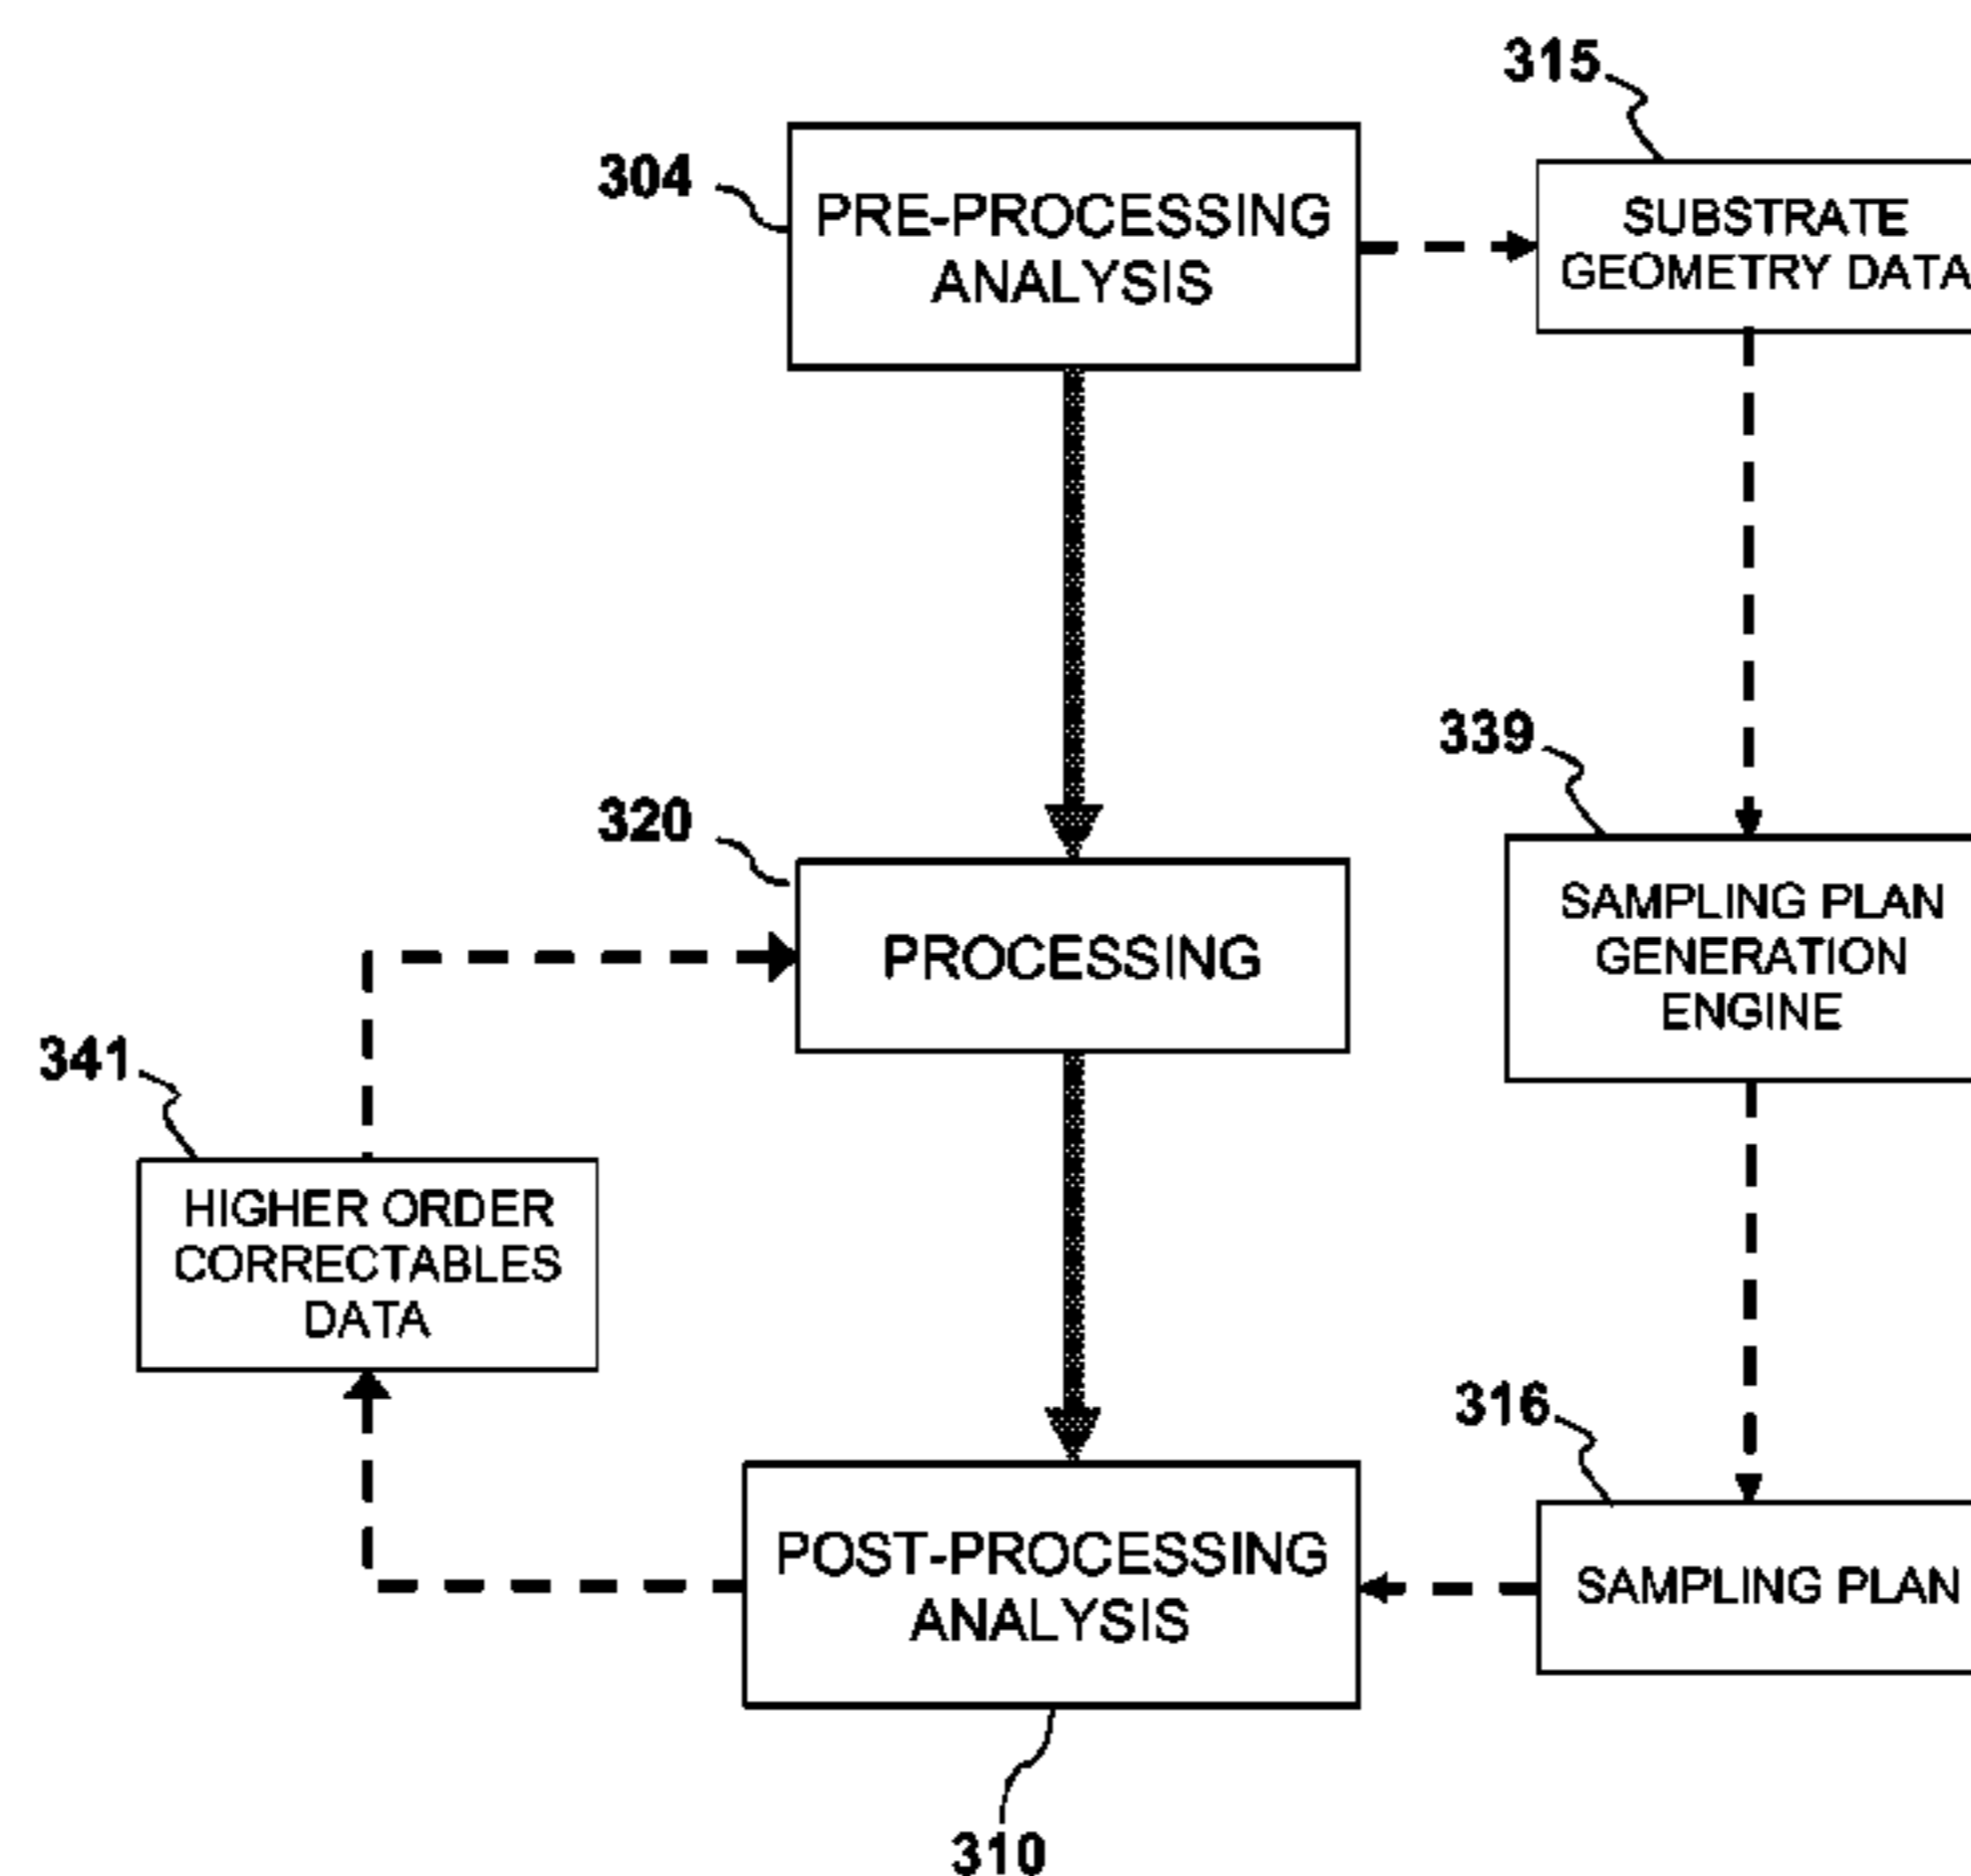 315
304
PRE-PROCESSING
ANALYSIS
SUBSTRATE
GEOMETRY DATA
339
320
PROCESSING
SAMPLING PLAN
GENERATION
ENGINE
341
HIGHER ORDER
CORRECTABLES
DATA
316
POST-PROCESSING
ANALYSIS
SAMPLING PLAN
310